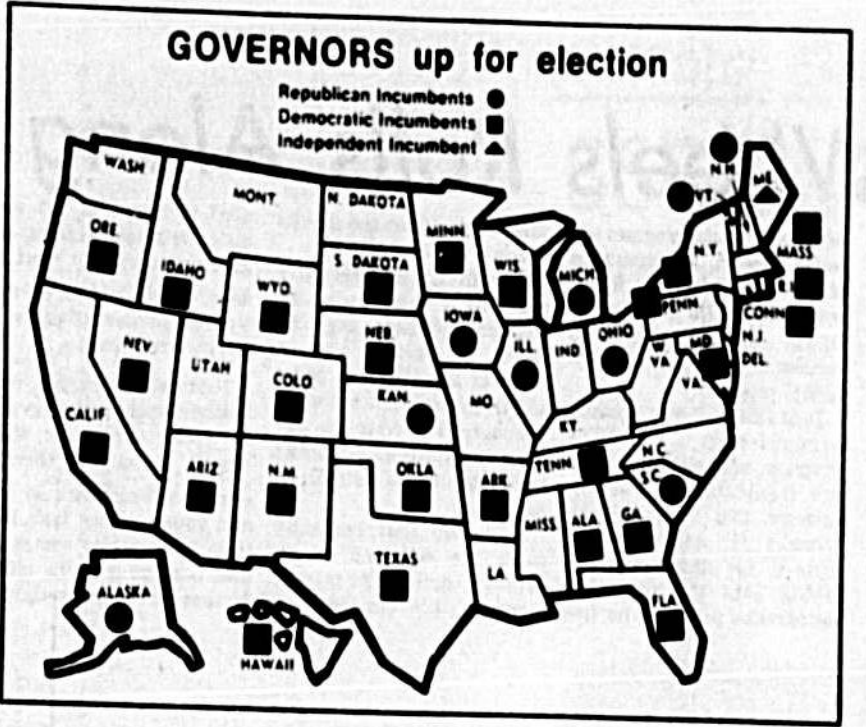 GOVERNORS up for election
Republican Incumbents
Democratic Incumbents
Independent Incumbent
WASH
MONT.
N. DAKOTA
MINN.
N.H.
VT.
ME.
ORE.
IDAHO
WYO.
S. DAKOTA
WIS.
MICH
N.Y.
MASS
R.I.
CONN
NEV.
UTAH
COLO
NEB.
IOWA
ILL.
IND
OHIO
PENN.
W. VA.
MD.
VA.
N.J.
DEL.
CALIF.
ARIZ
N.M.
KAN.
MO.
KY.
OKLA
ARK.
TENN.
N.C.
S.C.
TEXAS
LA.
MISS.
ALA.
GA.
FLA
ALASKA
HAWAII